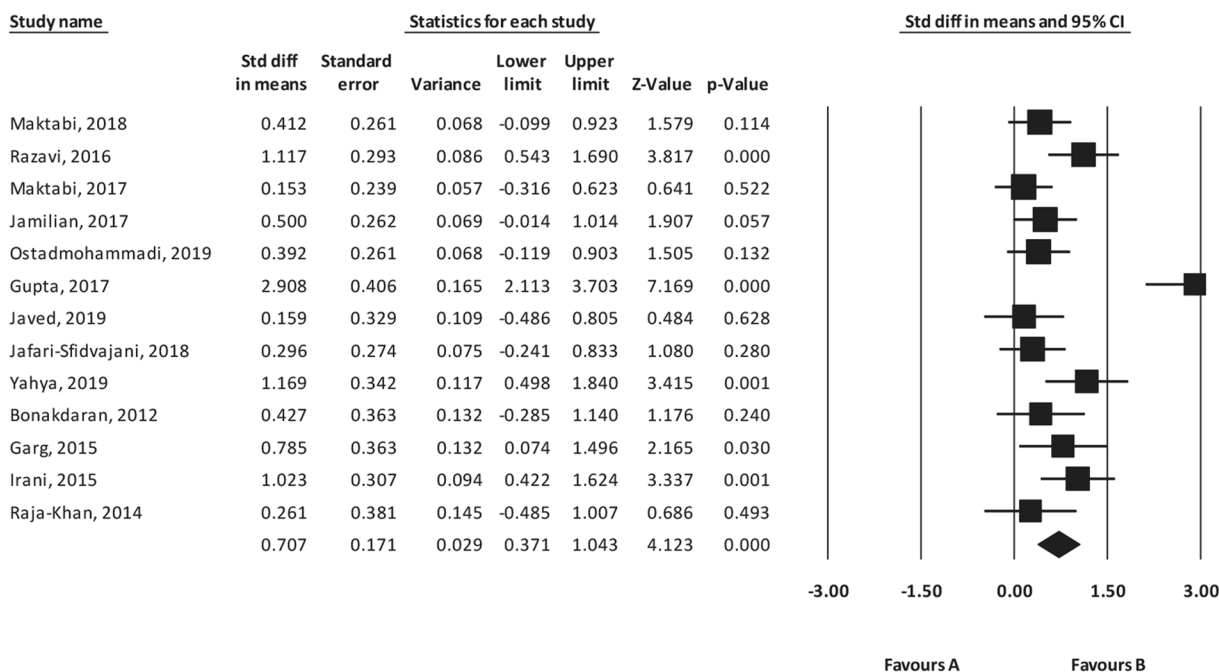 Study name Statistics for each study Std diff in means and 95% CI
Std diff Standard Lower Upper
in means error Variance limit limit Z-Value p-Value
Maktabi, 2018 0.412 0.261 0.068 -0.099 0.923 1.579 0.114
Razavi, 2016 1.117 0.293 0.086 0.543 1.690 3.817 0.000
Maktabi, 2017 0.153 0.239 0.057 -0.316 0.623 0.641 0.522
Jamilian, 2017 0.500 0.262 0.069 -0.014 1.014 1.907 0.057
Ostadmohammadi, 2019 0.392 0.261 0.068 -0.119 0.903 1.505 0.132
Gupta, 2017 2.908 0.406 0.165 2.113 3.703 7.169 0.000
Javed, 2019 0.159 0.329 0.109 -0.486 0.805 0.484 0.628
Jafari-Sfidvajani, 2018 0.296 0.274 0.075 -0.241 0.833 1.080 0.280
Yahya, 2019 1.169 0.342 0.117 0.498 1.840 3.415 0.001
Bonakdaran, 2012 0.427 0.363 0.132 -0.285 1.140 1.176 0.240
Garg, 2015 0.785 0.363 0.132 0.074 1.496 2.165 0.030
Irani, 2015 1.023 0.307 0.094 0.422 1.624 3.337 0.001
Raja-Khan, 2014 0.261 0.381 0.145 -0.485 1.007 0.686 0.493
0.707 0.171 0.029 0.371 1.043 4.123 0.000
-3.00 -1.50 0.00 1.50 3.00
Favours A Favours B